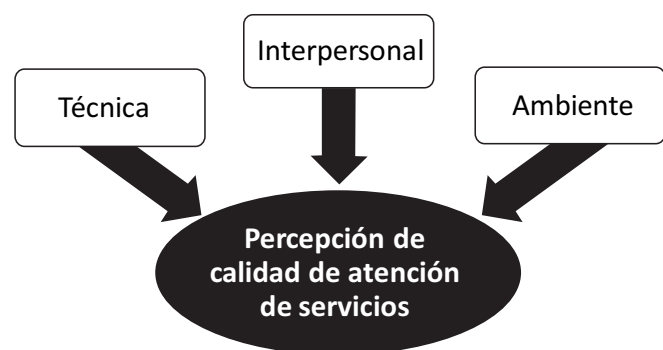 Interpersonal
Técnica
Ambiente
Percepción de
calidad de atención
de servicios